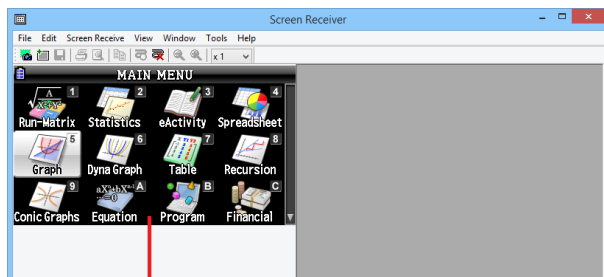 Screen Receiver
File Edit Screen Receive View Window Tools Help
x 1
MAIN MENU
1 2 3 4
Run-Matrix Statistics eActivity Spreadsheet
5 6 7 8
Graph Dyna Graph Table Recursion
9 A B C
Conic Graphs Equation Program Financial